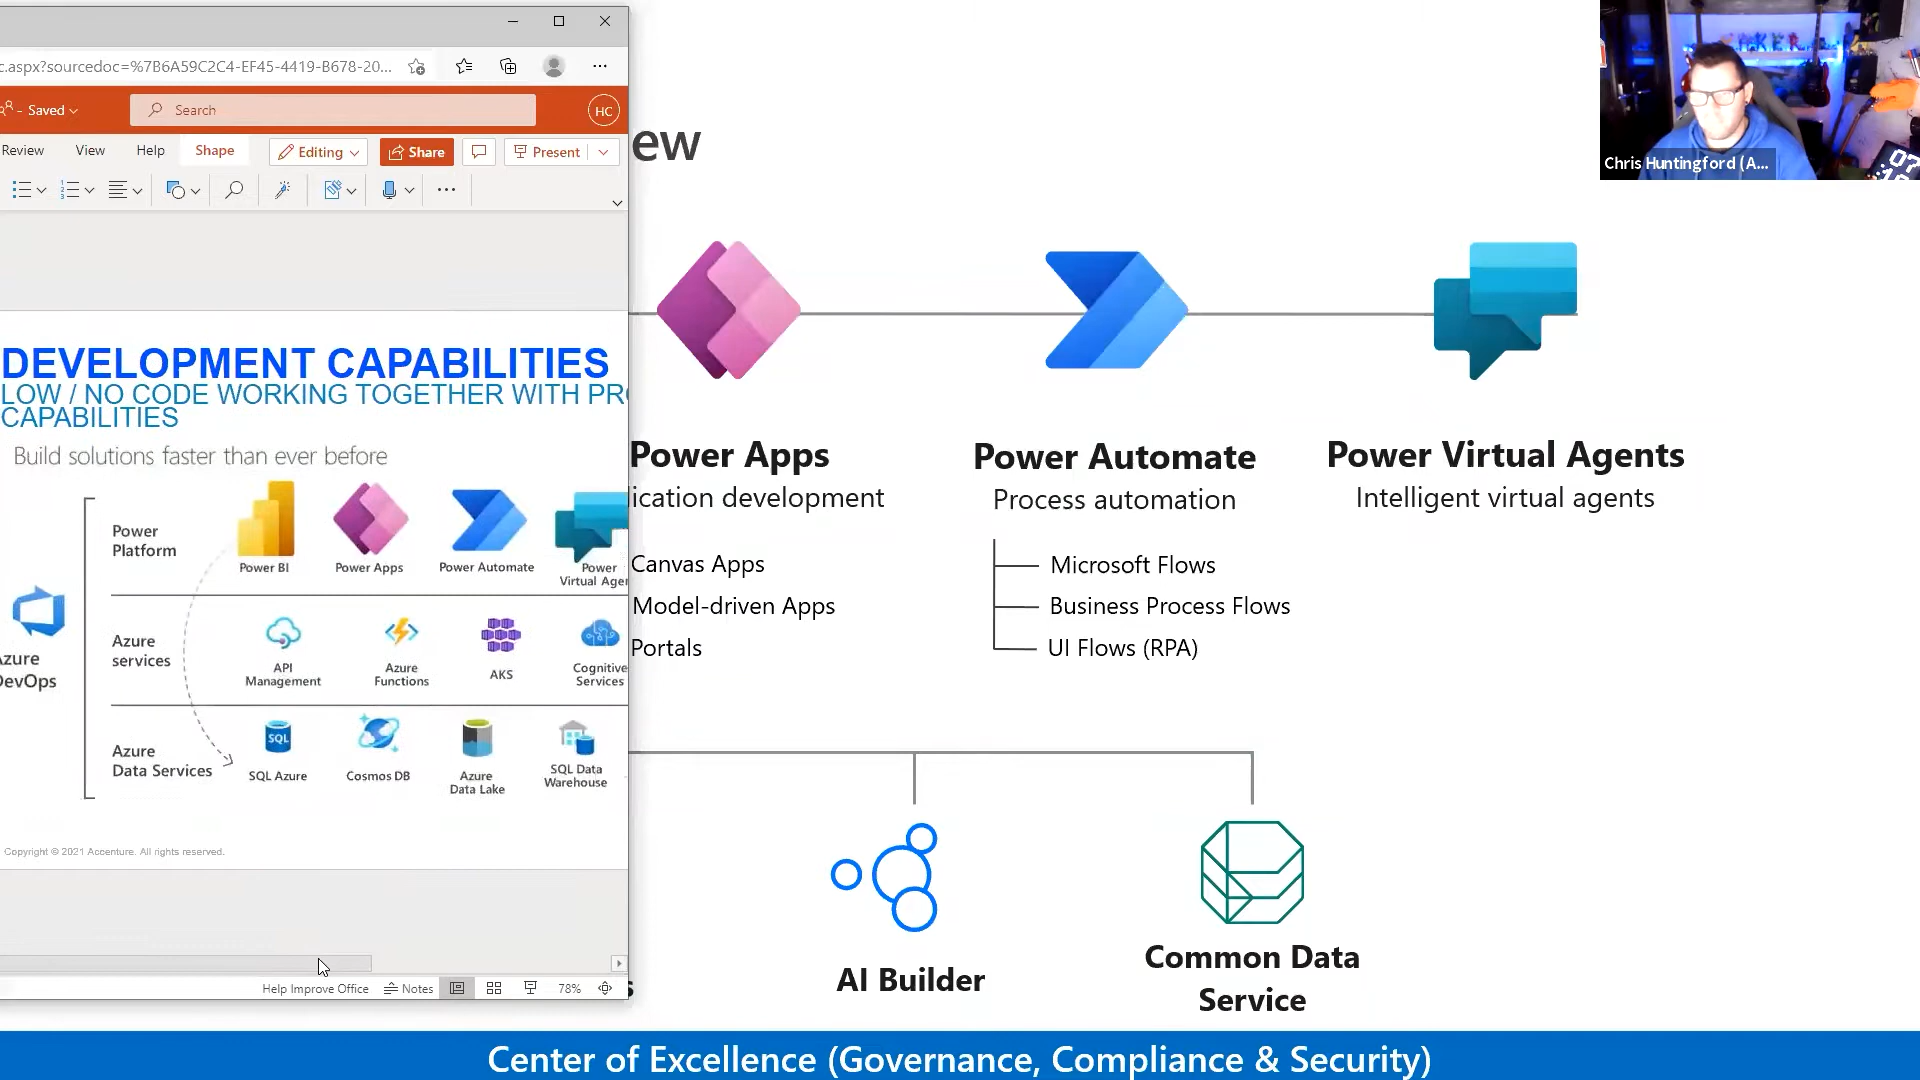 c.aspx?sourcedoc=%7B6A59C2C4-EF45-4419-B678-20...
- Saved
Search
HC
Review
View
Help
Shape
Editing
Share
Present
DEVELOPMENT CAPABILITIES
LOW / NO CODE WORKING TOGETHER WITH PR
CAPABILITIES
Build solutions faster than ever before
Power
Platform
Power BI
Power Apps
Power Automate
Power
Virtual Agen
Azure
services
API
Management
Azure
Functions
AKS
Cognitive
Services
zure
DevOps
Azure
Data Services
SQL
SQL Azure
Cosmos DB
Azure
Data Lake
SQL Data
Warehouse
Copyright © 2021 Accenture. All rights reserved.
Help Improve Office
Notes
78%
ew
Chris Huntingford (A...
07
Power Apps
ication development
Canvas Apps
Model-driven Apps
Portals
Power Automate
Process automation
Microsoft Flows
Business Process Flows
UI Flows (RPA)
Power Virtual Agents
Intelligent virtual agents
s
AI Builder
Common Data
Service
Center of Excellence (Governance, Compliance & Security)